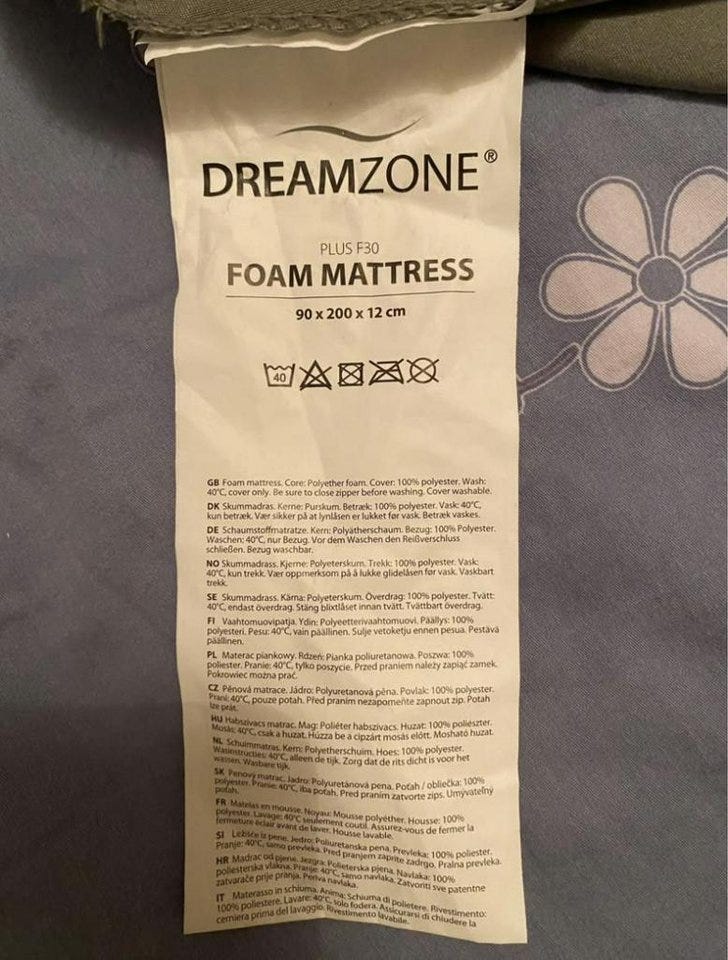 DREAMZONE®
PLUS F30
FOAM MATTRESS
90 x 200 x 12 cm
40
GB Foam mattress. Core: Polyether foam. Cover: 100% polyester. Wash:
40°C, cover only. Be sure to close zipper before washing. Cover washable.
DK Skummadras. Kerne: Purskum. Betræk: 100% polyester. Vask: 40°C,
kun betræk. Vær sikker på at lynlåsen er lukket før vask. Betræk vaskes.
DE Schaumstoffmatratze. Kern: Polyätherschaum. Bezug: 100% Polyester.
Waschen: 40°C, nur Bezug. Vor dem Waschen den Reißverschluss
schließen. Bezug waschbar.
NO Skummadrass. Kjerne: Polyeterskum. Trekk: 100% polyester. Vask:
40°C, kun trekk. Vær oppmerksom på å lukke glidelåsen før vask. Vaskbart
trekk.
SE Skummadrass. Kärna: Polyeterskum. Överdrag: 100% polyester. Tvätt:
40°C, endast överdrag. Stäng blixtlåset innan tvätt. Tvättbart överdrag.
FI Vaahtomuovipatja. Ydin: Polyeetterivaahtomuovi. Päällys: 100%
polyesteri. Pesu: 40°C, vain päällinen. Sulje vetoketju ennen pesua. Pestävä
päällinen.
PL Materac piankowy. Rdzeń: Pianka poliuretanowa. Poszwa: 100%
poliester. Pranie: 40°C, tylko poszycie. Przed praniem należy zapiąć zamek.
Pokrowiec można prać.
CZ Pěnová matrace. Jádro: Polyuretanová pěna. Povlak: 100% polyester.
Praní: 40°C, pouze potah. Před praním nezapomeňte zapnout zip. Potah
lze prát.
HU Habszivacs matrac. Mag: Poliéter habszivacs. Huzat: 100% poliészter.
Mosás: 40°C, csak a huzat. Húzza be a cipzárt mosás előtt. Mosható huzat.
NL Schuimmatras. Kern: Polyetherschuim. Hoes: 100% polyester.
Wasinstructies: 40°C, alleen de tijk. Zorg dat de rits dicht is voor het
wassen. Wasbare tijk.
SK Penový matrac. Jadro: Polyuretánová pena. Poťah / obliečka: 100%
polyester. Pranie: 40°C, iba poťah. Pred praním zatvorte zips. Umývateľný
poťah.
FR Matelas en mousse. Noyau: Mousse polyéther. Housse: 100%
polyester. Lavage: 40°C seulement coutil. Assurez-vous de fermer la
fermeture éclair avant de laver. Housse lavable.
SI Ležišče iz pene. Jedro: Poliuretanska pena. Prevleka: 100% poliester.
Pranje: 40°C, samo prevleka. Pred pranjem zaprite zadrgo. Pralna prevleka.
HR Madrac od pjene. Jezgra: Polieterska pjena. Navlaka: 100%
poliesterska vlakna. Pranje: 40°C, samo navlaka. Zatvoriti sve patentne
zatvarače prije pranja. Periva navlaka.
IT Materasso in schiuma. Anima: Schiuma di polietere. Rivestimento:
100% poliestere. Lavare: 40°C, solo fodera. Assicurarsi di chiudere la
cerniera prima del lavaggio. Rivestimento lavabile.